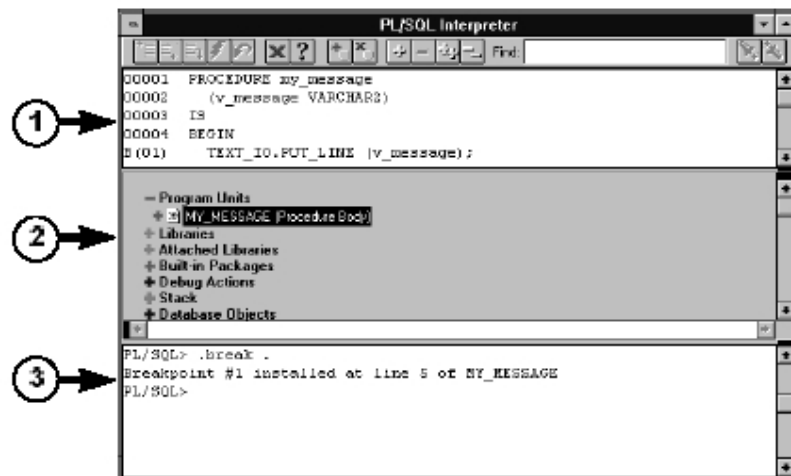 PL/SQL Interpreter
Find:
00001 PROCEDURE my_message
00002 (v_message VARCHAR2)
00003 IS
00004 BEGIN
B(01) TEXT_IO.PUT_LINE (v_message);
1
Program Units
MY_MESSAGE (Procedure Body)
2
Libraries
Attached Libraries
Built-in Packages
Debug Actions
Stack
Database Objects
PL/SQL> .break .
3
Breakpoint #1 installed at line 5 of MY_MESSAGE
PL/SQL>